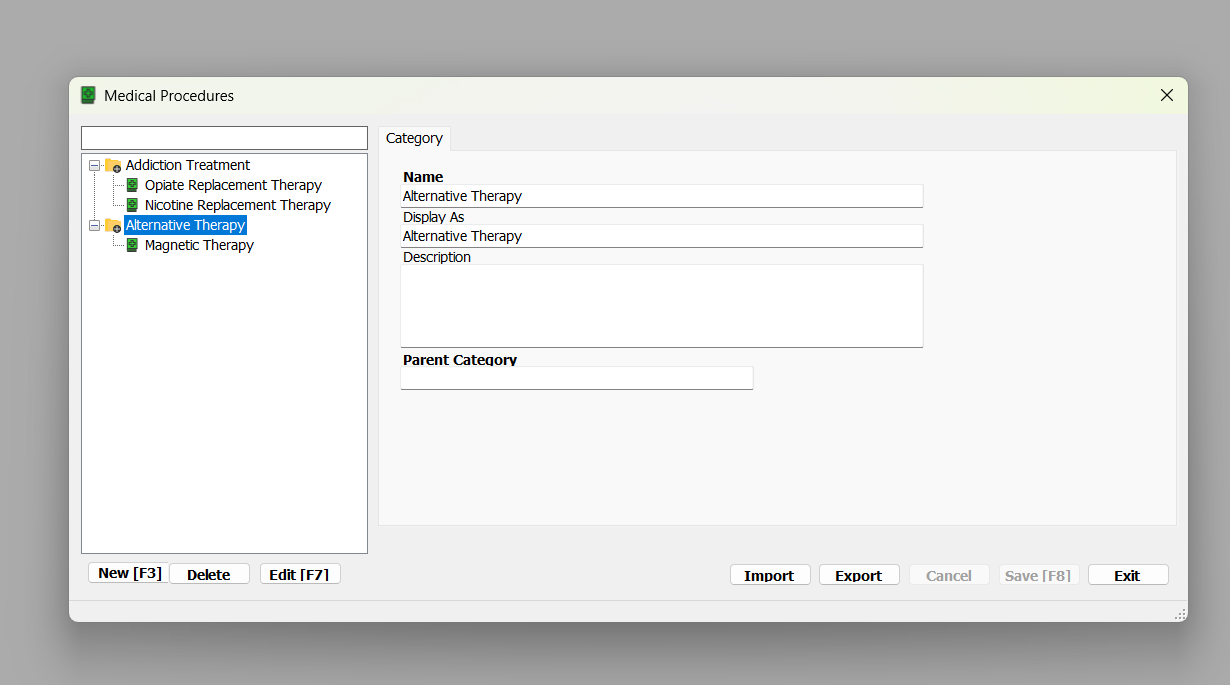 Medical Procedures
Category
Addiction Treatment
Opiate Replacement Therapy
Nicotine Replacement Therapy
Alternative Therapy
Magnetic Therapy
Name
Alternative Therapy
Display As
Alternative Therapy
Description
Parent Category
New [F3]
Delete
Edit [F7]
Import
Export
Cancel
Save [F8]
Exit